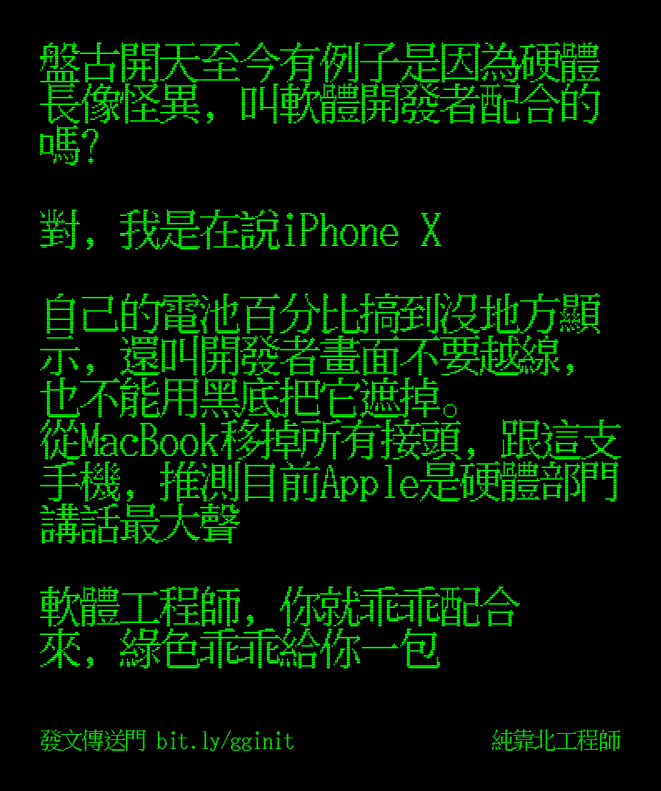 盤古開天至今有例子是因為硬體
長像怪異，叫軟體開發者配合的
嗎?
對，我是在說iPhone X
自己的電池百分比搞到沒地方顯
示，還叫開發者畫面不要越線，
也不能用黑底把它遮掉。
從MacBook移掉所有接頭，跟這支
手機，推測目前Apple是硬體部門
講話最大聲
軟體工程師，你就乖乖配合
來，綠色乖乖給你一包
發文傳送門 bit.ly/gginit
純靠北工程師